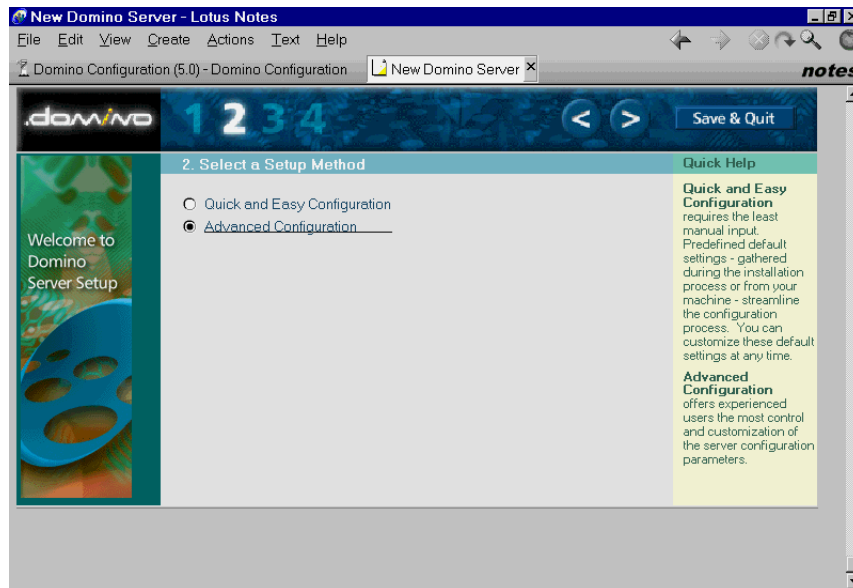 New Domino Server - Lotus Notes
File Edit View Create Actions Text Help
Domino Configuration (5.0) - Domino Configuration New Domino Server
notes
.domino 1 2 3 4 < > Save & Quit
2. Select a Setup Method
Quick Help
Welcome to
Domino
Server Setup
Quick and Easy Configuration
Advanced Configuration
Quick and Easy
Configuration
requires the least
manual input.
Predefined default
settings - gathered
during the installation
process or from your
machine - streamline
the configuration
process. You can
customize these default
settings at any time.
Advanced
Configuration
offers experienced
users the most control
and customization of
the server configuration
parameters.